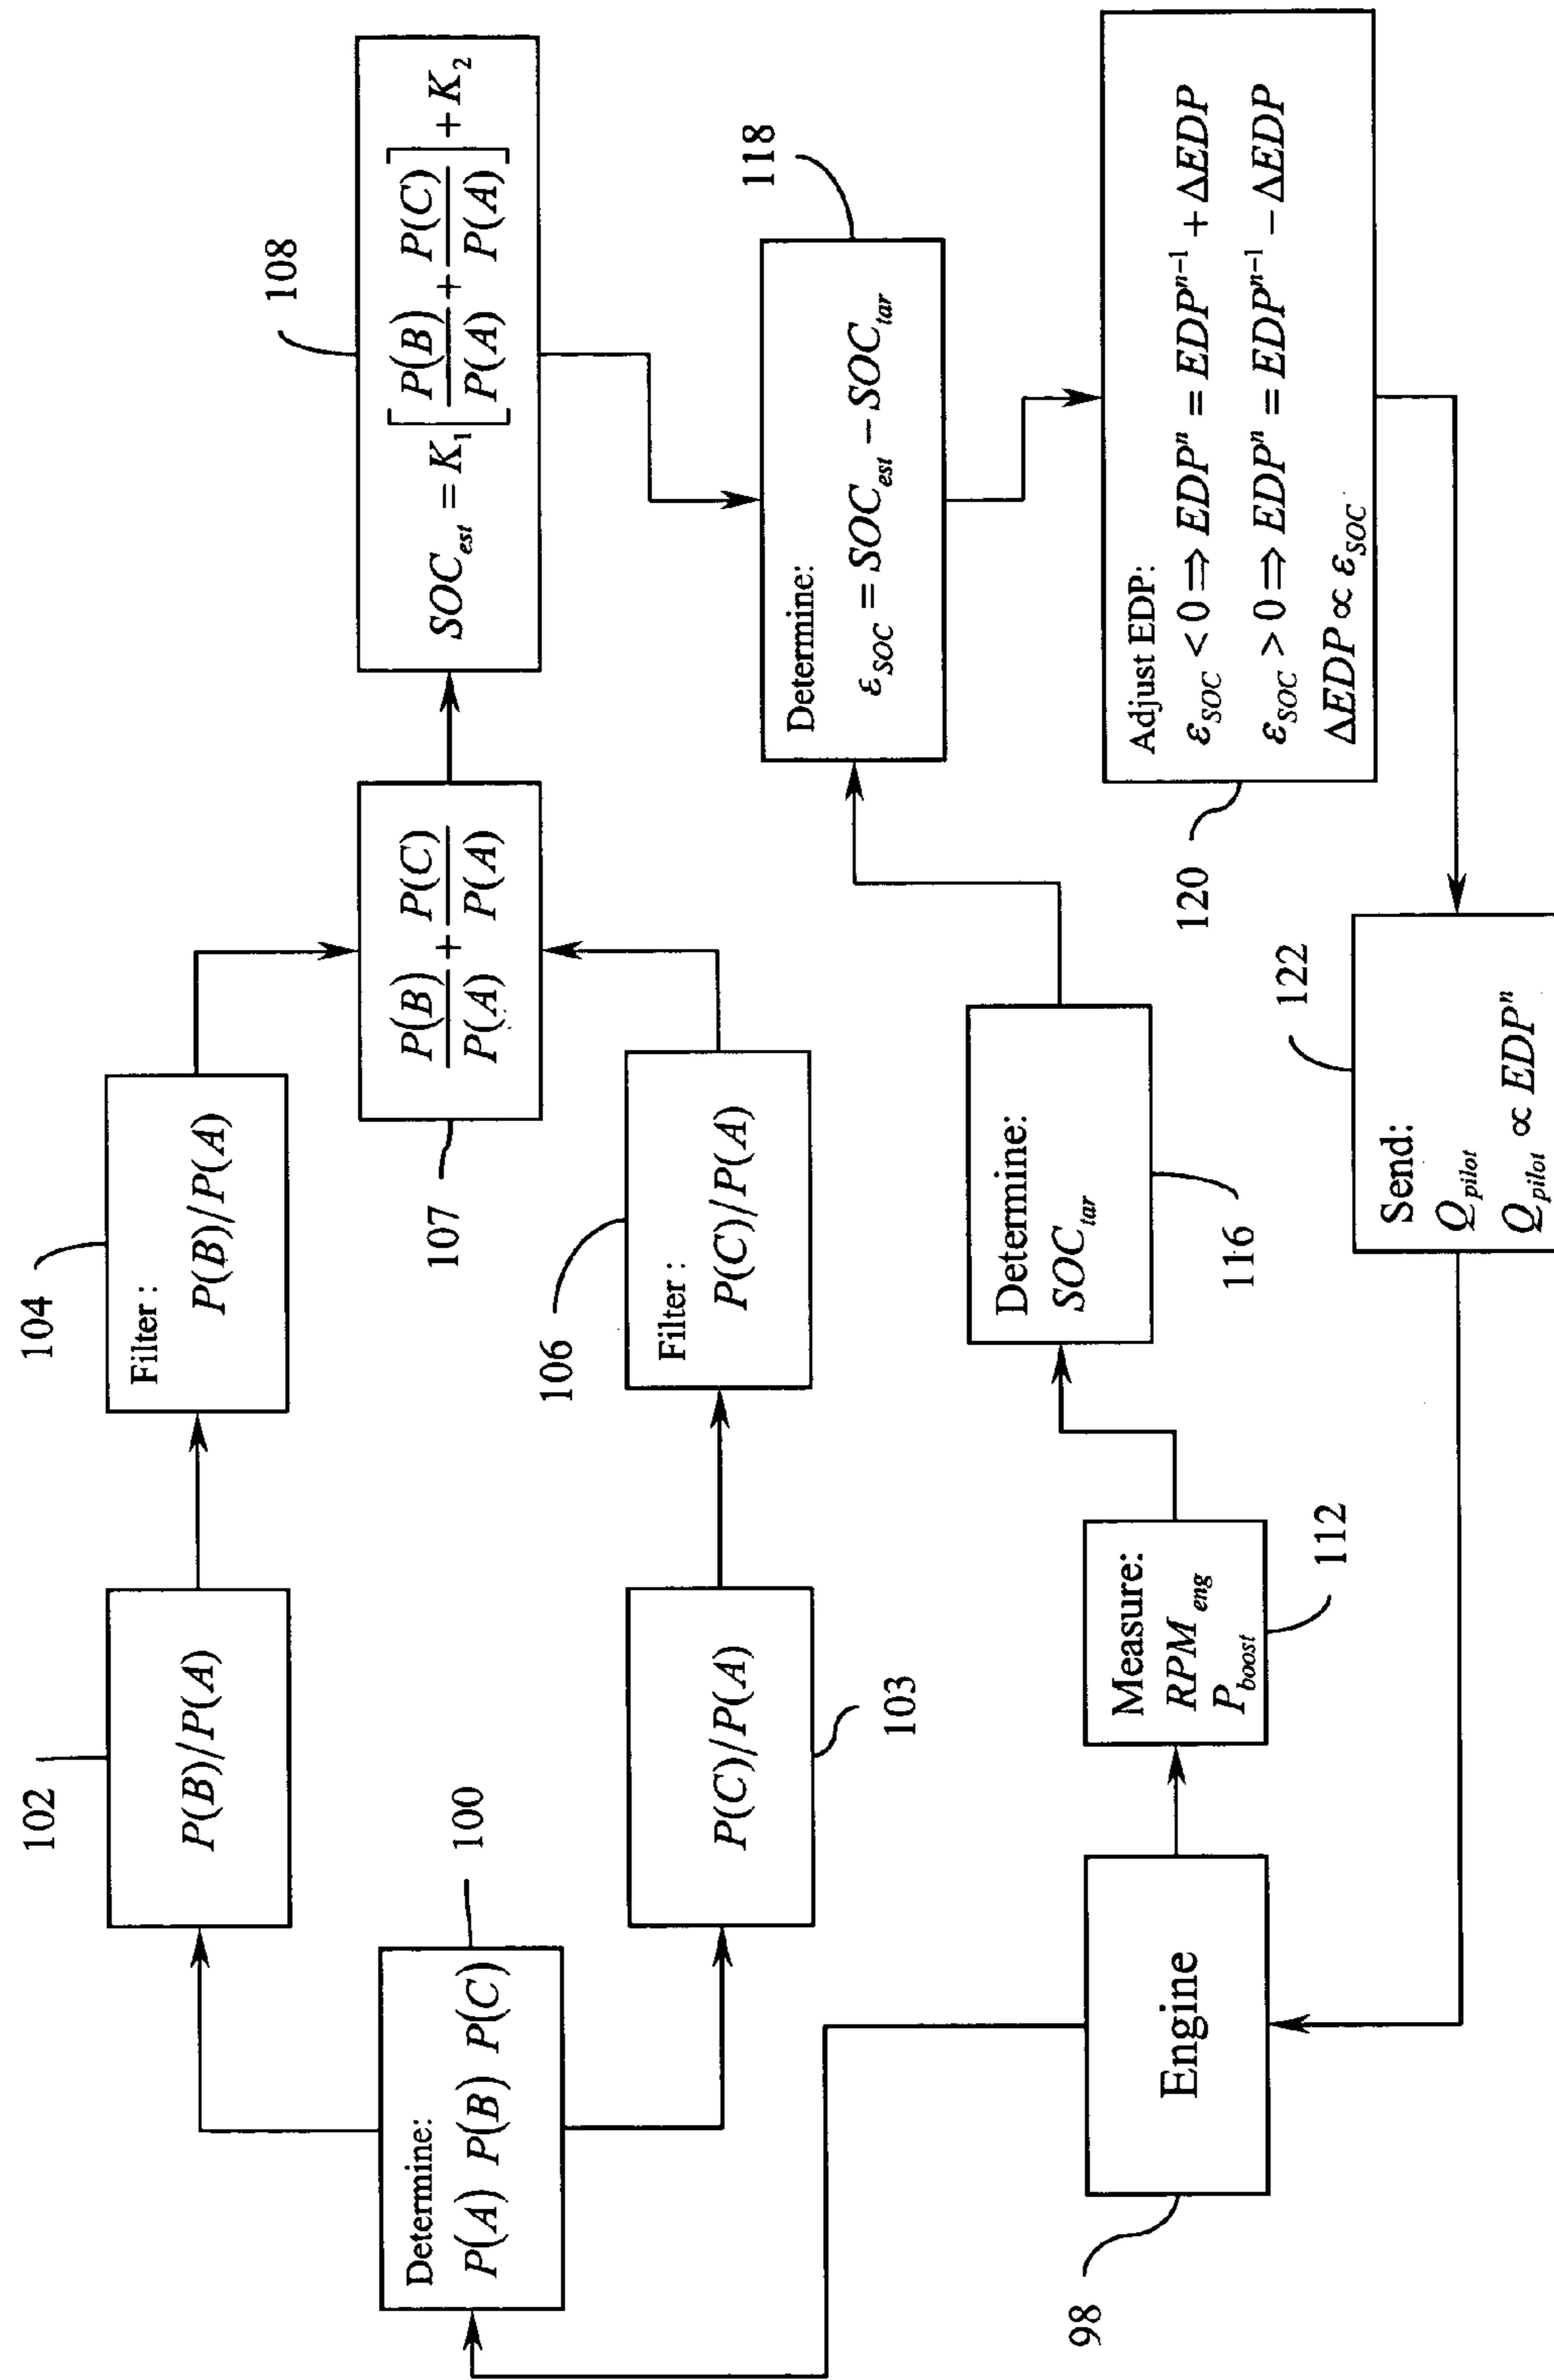 102
P(B)/P(A)
104
Filter :
P(B)/P(A)
100
Determine:
P(A) P(B) P(C)
103
P(C)/P(A)
106
Filter :
P(C)/P(A)
107
P(B)/P(A) + P(C)/P(A)
108
SOC_est = K_1 [P(B)/P(A) + P(C)/P(A)] + K_2
98
Engine
112
Measure:
RPM_eng
P_boost
116
Determine:
SOC_tar
118
Determine:
ε_SOC = SOC_est − SOC_tar
120
Adjust EDP:
ε_SOC < 0 ⇒ EDP^n = EDP^{n−1} + ΔEDP
ε_SOC > 0 ⇒ EDP^n = EDP^{n−1} − ΔEDP
ΔEDP ∝ ε_SOC
122
Send:
Q_pilot
Q_pilot ∝ EDP^n